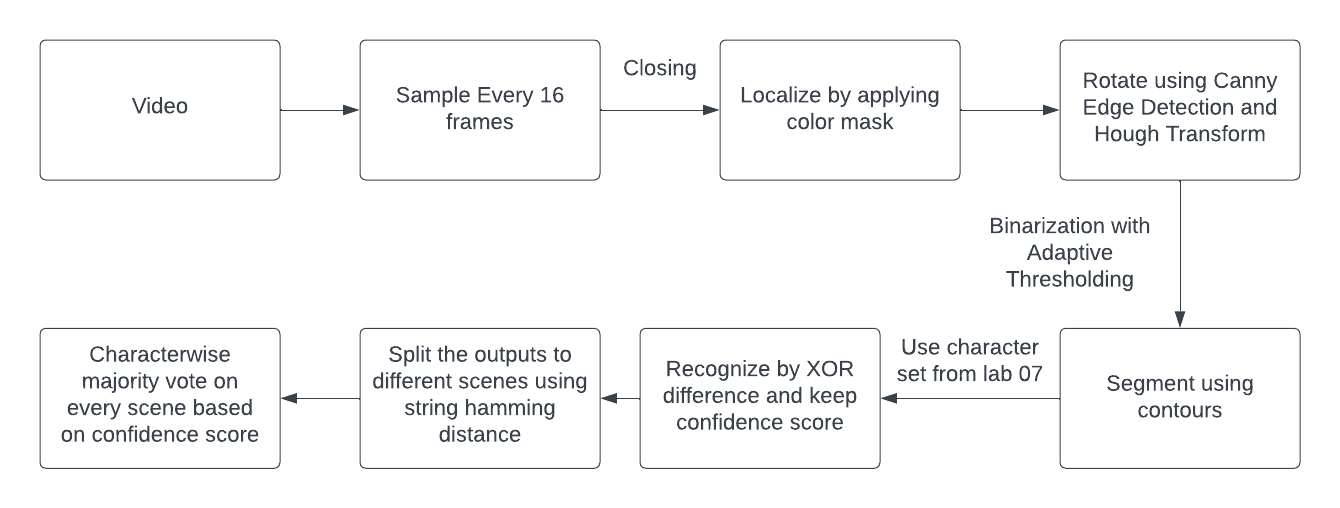 Video
Sample Every 16
frames
Closing
Localize by applying
color mask
Rotate using Canny
Edge Detection and
Hough Transform
Binarization with
Adaptive
Thresholding
Segment using
contours
Use character
set from lab 07
Recognize by XOR
difference and keep
confidence score
Split the outputs to
different scenes using
string hamming
distance
Characterwise
majority vote on
every scene based
on confidence score